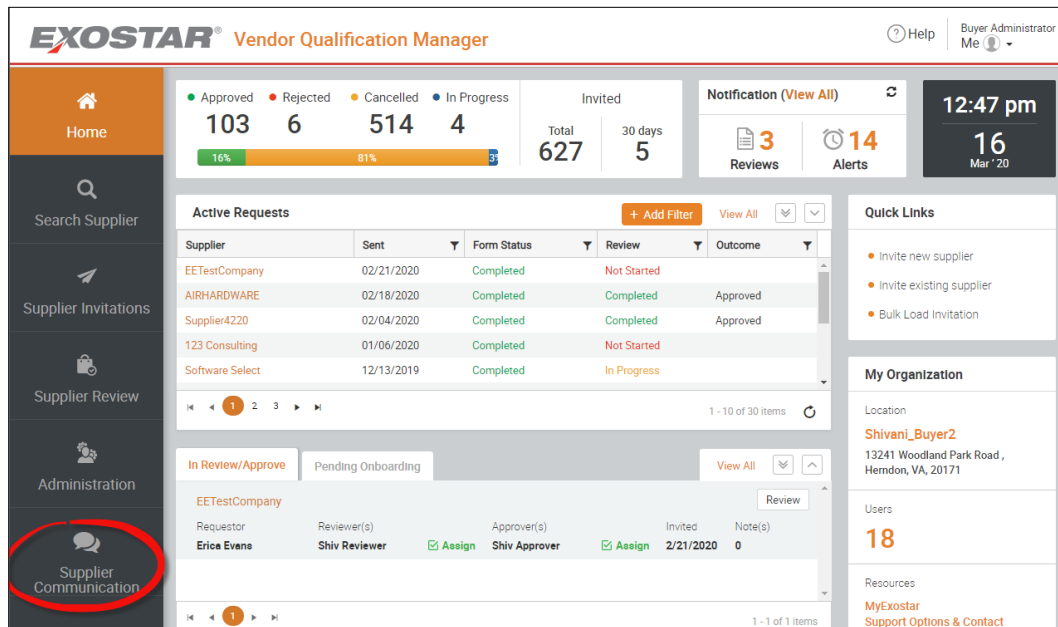 EXOSTAR® Vendor Qualification Manager
? Help
Buyer Administrator
Me
Home
Search Supplier
Supplier Invitations
Supplier Review
Administration
Supplier
Communication
Approved Rejected Cancelled In Progress
103 6 514 4
16% 81% 3%
Invited
Total 30 days
627 5
Notification (View All)
3 14
Reviews Alerts
12:47 pm
16
Mar ' 20
Active Requests + Add Filter View All
Supplier Sent Form Status Review Outcome
EETestCompany 02/21/2020 Completed Not Started
AIRHARDWARE 02/18/2020 Completed Completed Approved
Supplier4220 02/04/2020 Completed Completed Approved
123 Consulting 01/06/2020 Completed Not Started
Software Select 12/13/2019 Completed In Progress
1 2 3 1 - 10 of 30 items
In Review/Approve Pending Onboarding View All
EETestCompany Review
Requestor Reviewer(s) Approver(s) Invited Note(s)
Erica Evans Shiv Reviewer Assign Shiv Approver Assign 2/21/2020 0
1 1 - 1 of 1 items
Quick Links
Invite new supplier
Invite existing supplier
Bulk Load Invitation
My Organization
Location
Shivani_Buyer2
13241 Woodland Park Road ,
Herndon, VA, 20171
Users
18
Resources
MyExostar
Support Options & Contact